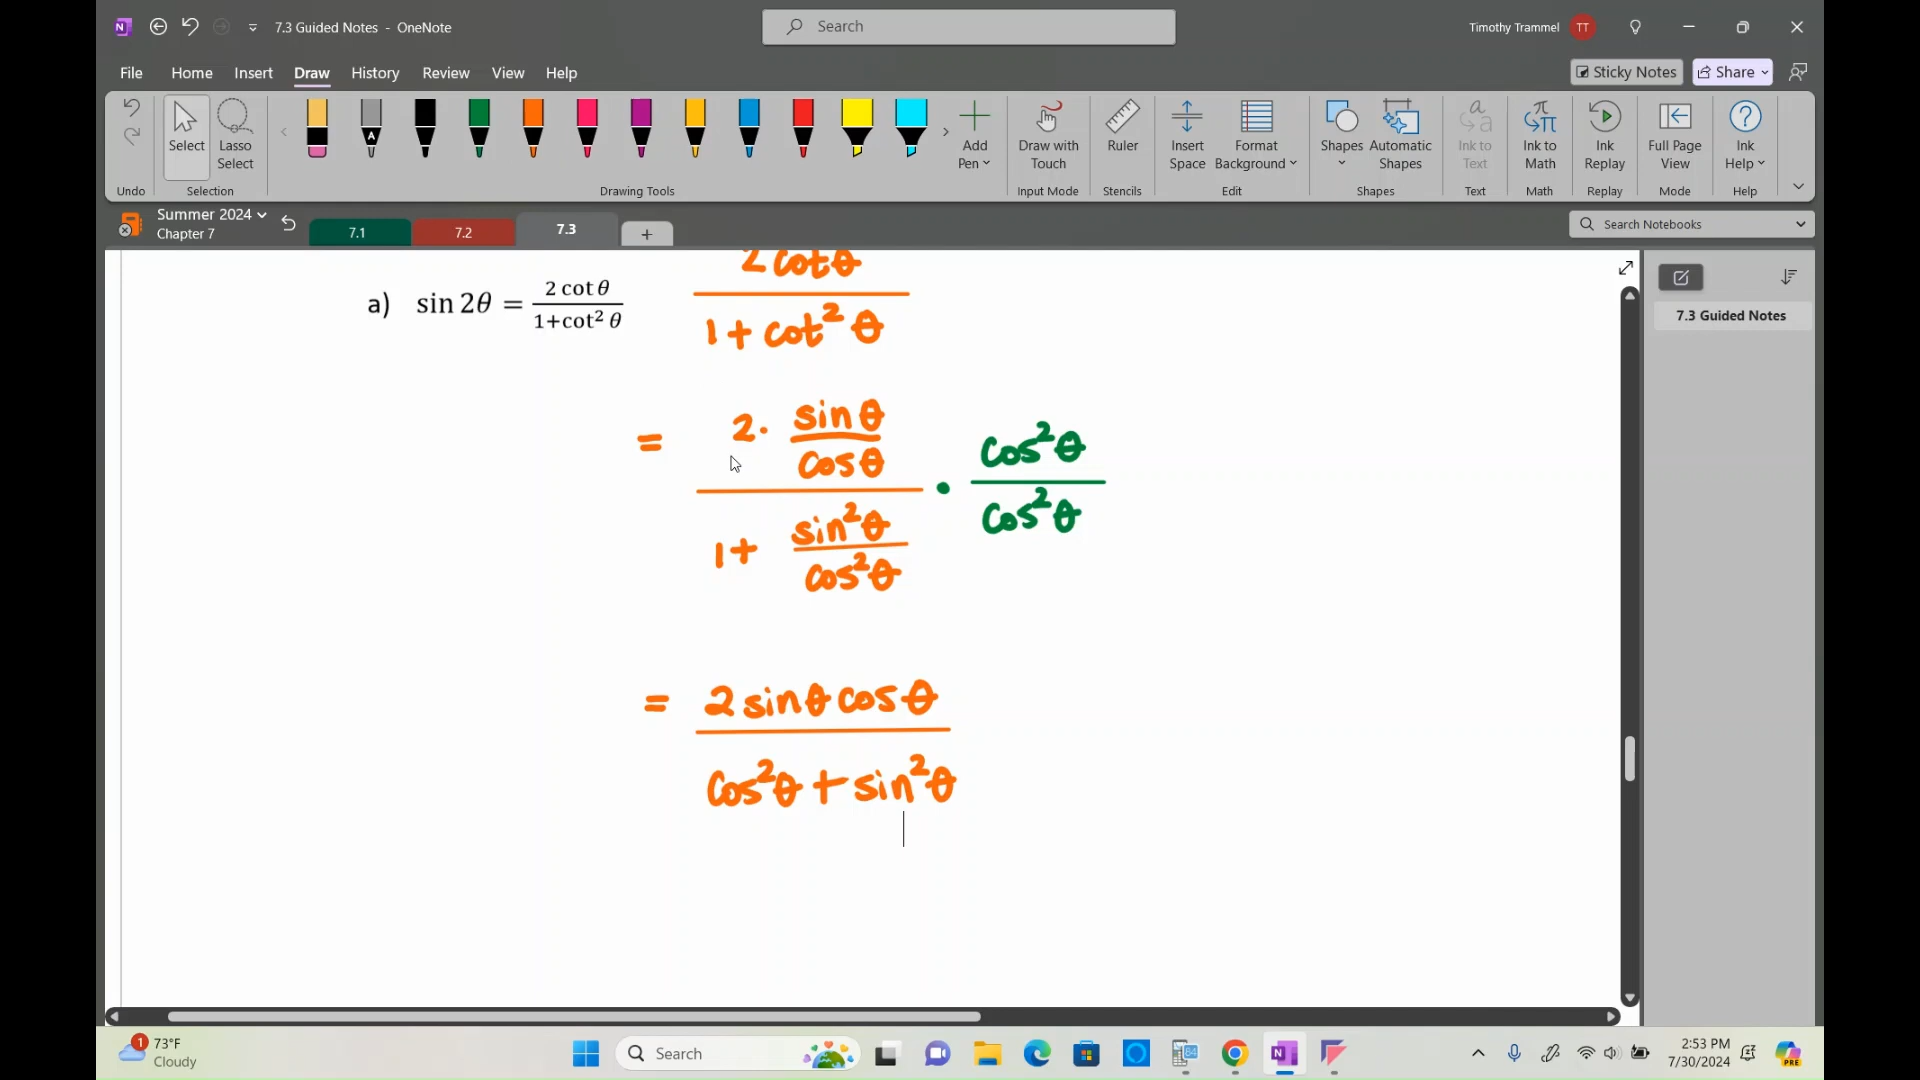 7.3 Guided Notes - OneNote
Search
Timothy Trammel TT
File Home Insert Draw History Review View Help
Sticky Notes Share
Select
Lasso Select
Add Pen
Draw with Touch
Ruler
Insert Space
Format Background
Shapes
Automatic Shapes
Ink to Text
Ink to Math
Ink Replay
Full Page View
Ink Help
Undo Selection Drawing Tools Input Mode Stencils Edit Shapes Text Math Replay Mode Help
Summer 2024
Chapter 7
7.1 7.2 7.3 +
Search Notebooks
7.3 Guided Notes
a) sin 2θ = 2 cot θ / 1+cot² θ
2 cot θ / 1 + cot² θ
= 2 · sin θ / cos θ / 1 + sin² θ / cos² θ · cos² θ / cos² θ
= 2 sin θ cos θ / cos² θ + sin² θ
1 73°F
Cloudy
Search
84
2:53 PM
7/30/2024
PRE